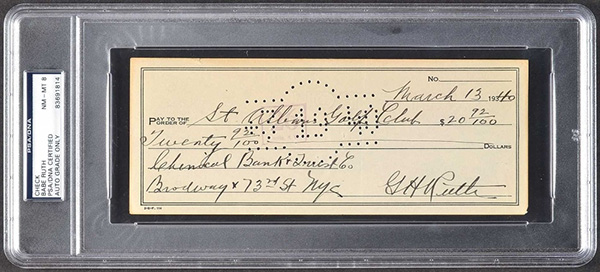 PSA/DNA
NM - MT 8
83691814
CHECK
BABE RUTH
PSA/DNA CERTIFIED
AUTO GRADE ONLY
No.
March 13 1940
PAY TO THE
ORDER OF St Albans Golf Club $20 92/100
Twenty 92/100 DOLLARS
Chemical Bank & Trust Co
Brodway & 73rd St Nyc GHRuth